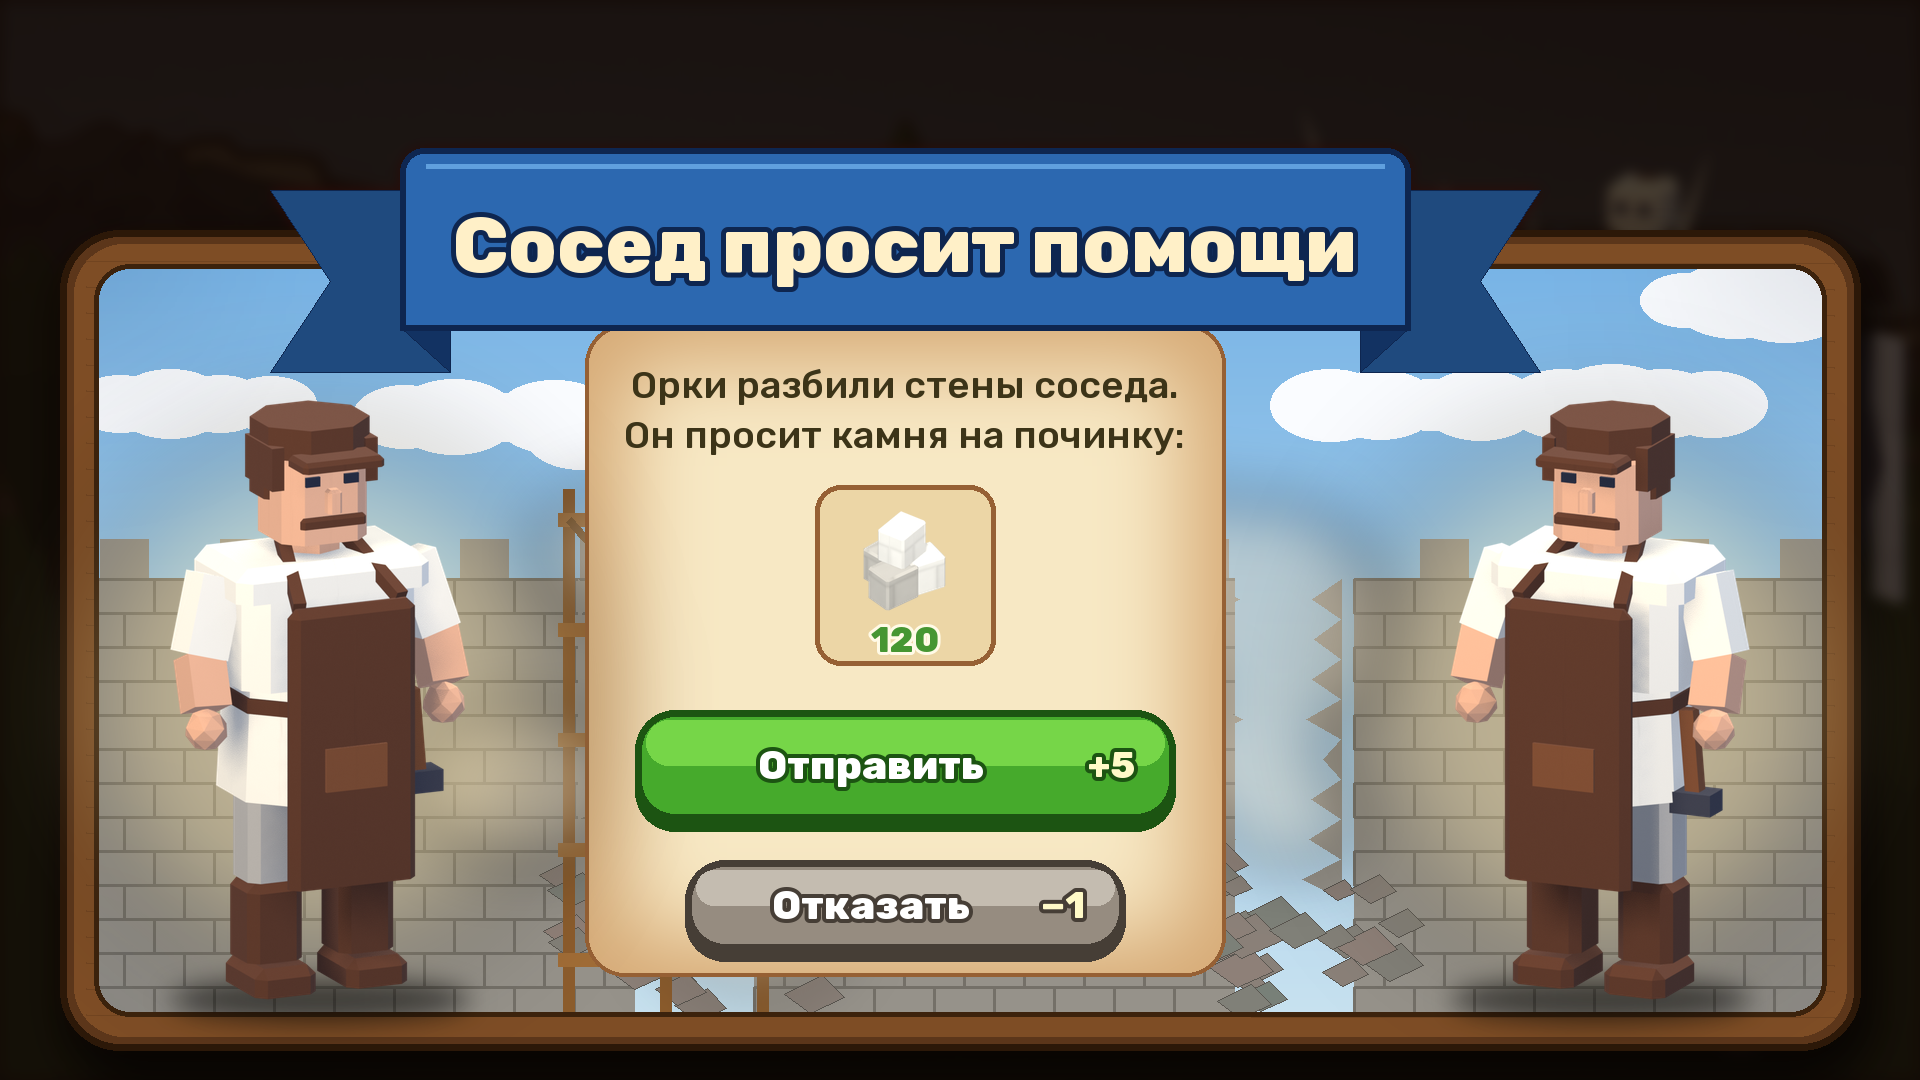 Сосед просит помощи
Орки разбили стены соседа.
Он просит камня на починку:
120
Отправить +5
Отказать −1